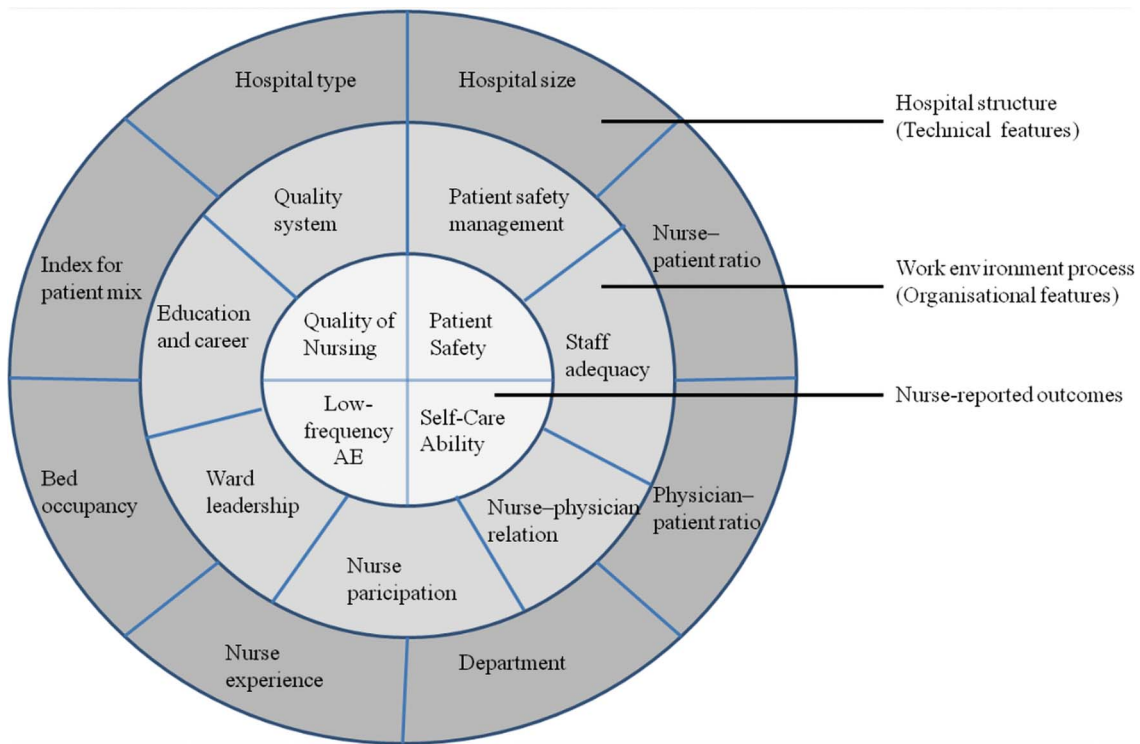 Hospital type
Hospital size
Hospital structure
(Technical features)
Quality
system
Patient safety
management
Nurse–
patient ratio
Work environment process
(Organisational features)
Index for
patient mix
Education
and career
Quality of
Nursing
Patient
Safety
Staff
adequacy
Nurse-reported outcomes
Low-
frequency
AE
Self-Care
Ability
Bed
occupancy
Ward
leadership
Nurse–physician
relation
Physician–
patient ratio
Nurse
paricipation
Nurse
experience
Department